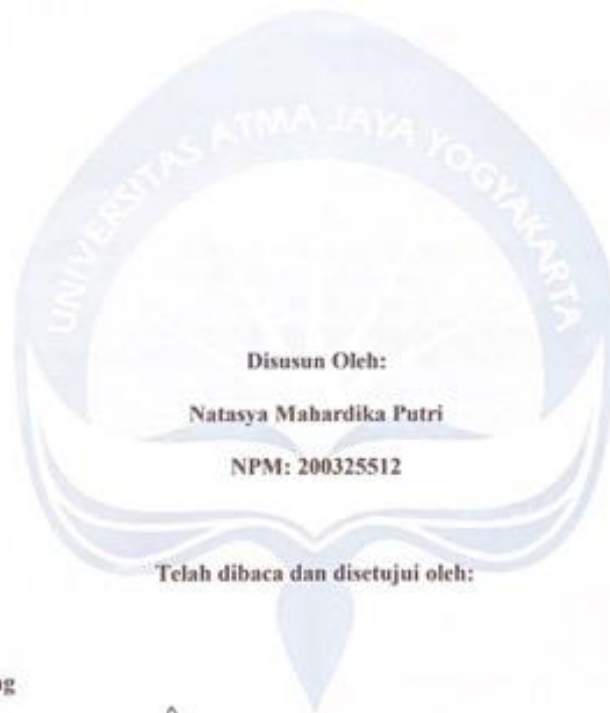 UNIVERSITAS ATMA JAYA YOGYAKARTA
Disusun Oleh:
Natasya Mahardika Putri
NPM: 200325512
Telah dibaca dan disetujui oleh: